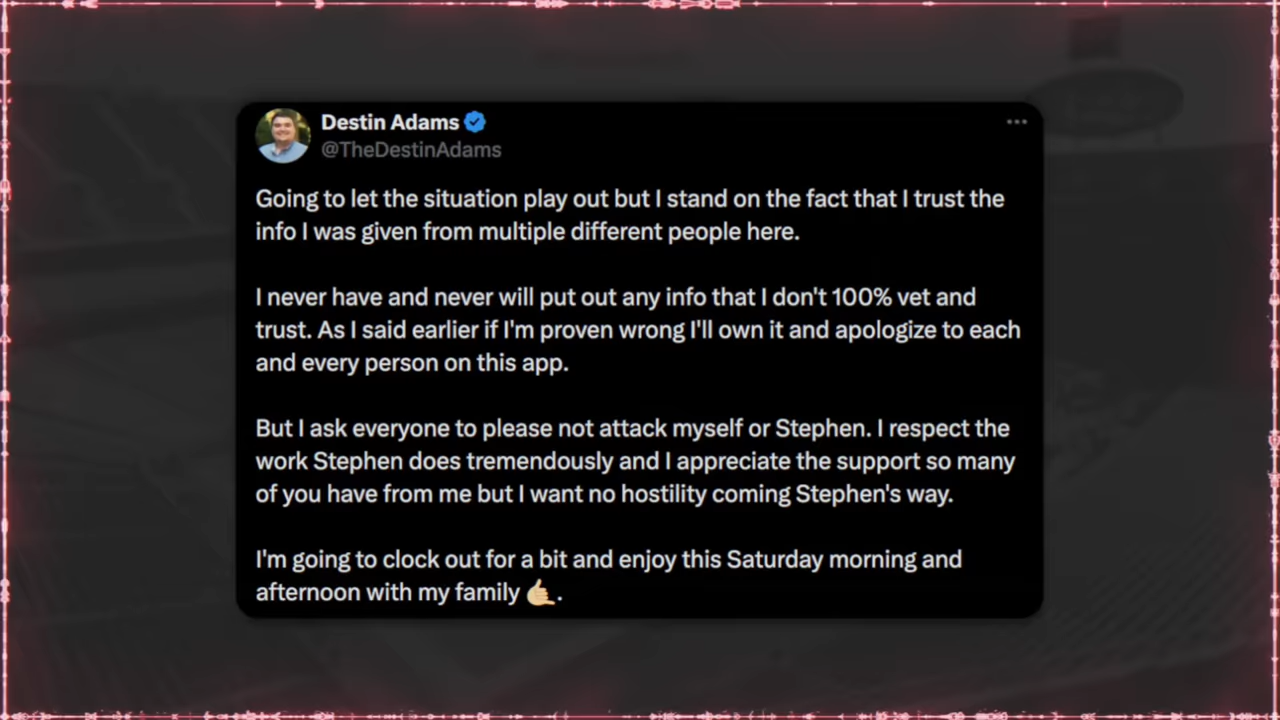 Destin Adams
@TheDestinAdams
Going to let the situation play out but I stand on the fact that I trust the
info I was given from multiple different people here.
I never have and never will put out any info that I don't 100% vet and
trust. As I said earlier if I'm proven wrong I'll own it and apologize to each
and every person on this app.
But I ask everyone to please not attack myself or Stephen. I respect the
work Stephen does tremendously and I appreciate the support so many
of you have from me but I want no hostility coming Stephen's way.
I'm going to clock out for a bit and enjoy this Saturday morning and
afternoon with my family 🤙🏼.